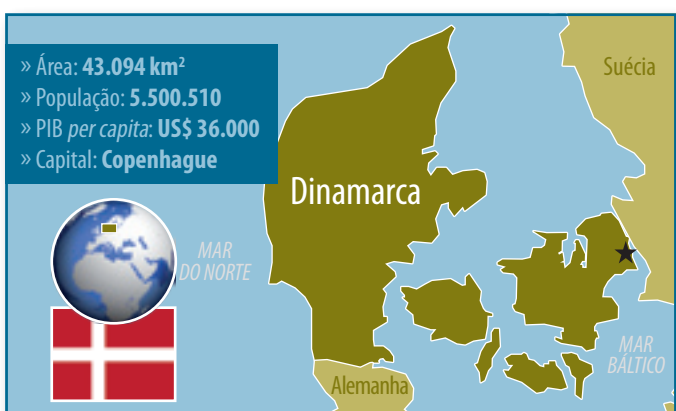 » Área: 43.094 km²
» População: 5.500.510
» PIB per capita: US$ 36.000
» Capital: Copenhague
Suécia
Dinamarca
MAR
DO NORTE
MAR
BÁLTICO
Alemanha